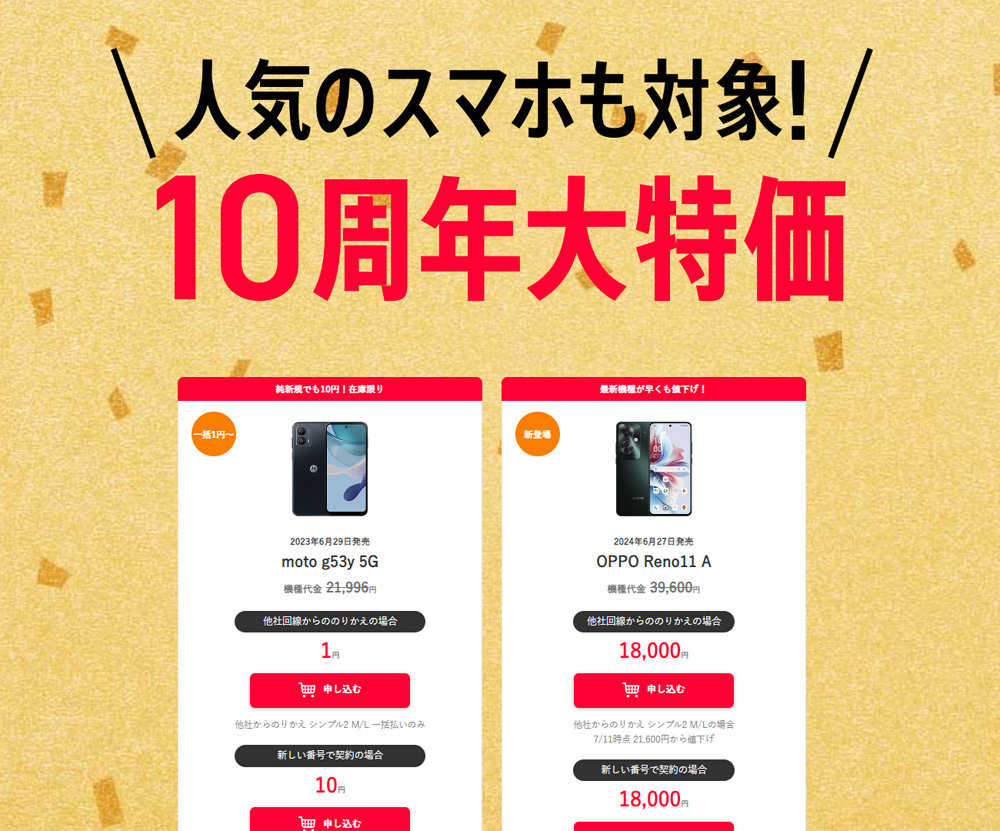 人気のスマホも対象!
10周年大特価
純新規でも10円！在庫限り
一括1円〜
2023年6月29日発売
moto g53y 5G
機種代金 21,996円
他社回線からののりかえの場合
1円
申し込む
他社からのりかえ シンプル2 M/L 一括払いのみ
新しい番号で契約の場合
10円
申し込む
最新機種が早くも値下げ！
新登場
2024年6月27日発売
OPPO Reno11 A
機種代金 39,600円
他社回線からののりかえの場合
18,000円
申し込む
他社からのりかえ シンプル2 M/Lの場合
7/11時点 21,600円から値下げ
新しい番号で契約の場合
18,000円